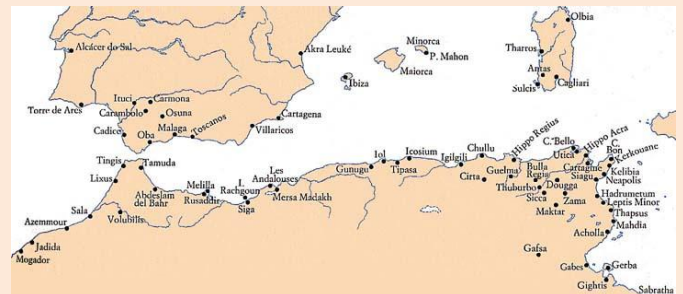 Olbia
Minorca
Alcácer do Sal
Akra Leuké
P. Mahon
Tharros
Maiorca
Antas
Ibiza
Cagliari
Sulcis
Ituci
Carmona
Torre de Ares
Carambolo
Osuna
Cartagena
Cadice
Malaga
Toscanos
Villaricos
Oba
Tingis
Tamuda
Iol
Icosium
Chullu
Hippo Regius
C. Bello
Hippo Acra
C.
Bon
Utica
Kerkouane
Gunugu
Tipasa
Igilgili
Guelma
Bulla
Regia
Cartagine
Siagu
Kelibia
Neapolis
Lixus
Melilla
I.
Rachgoun
Les
Andalouses
Cirta
Thuburbo
Dougga
Abdeslam
del Bahr
Rusaddir
Mersa Madakh
Sicca
Zama
Hadrumetum
Leptis Minor
Siga
Maktar
Thapsus
Sala
Volubilis
Mahdia
Azemmour
Acholla
Jadida
Gafsa
Mogador
Gabes
Gerba
Gightis
Sabratha